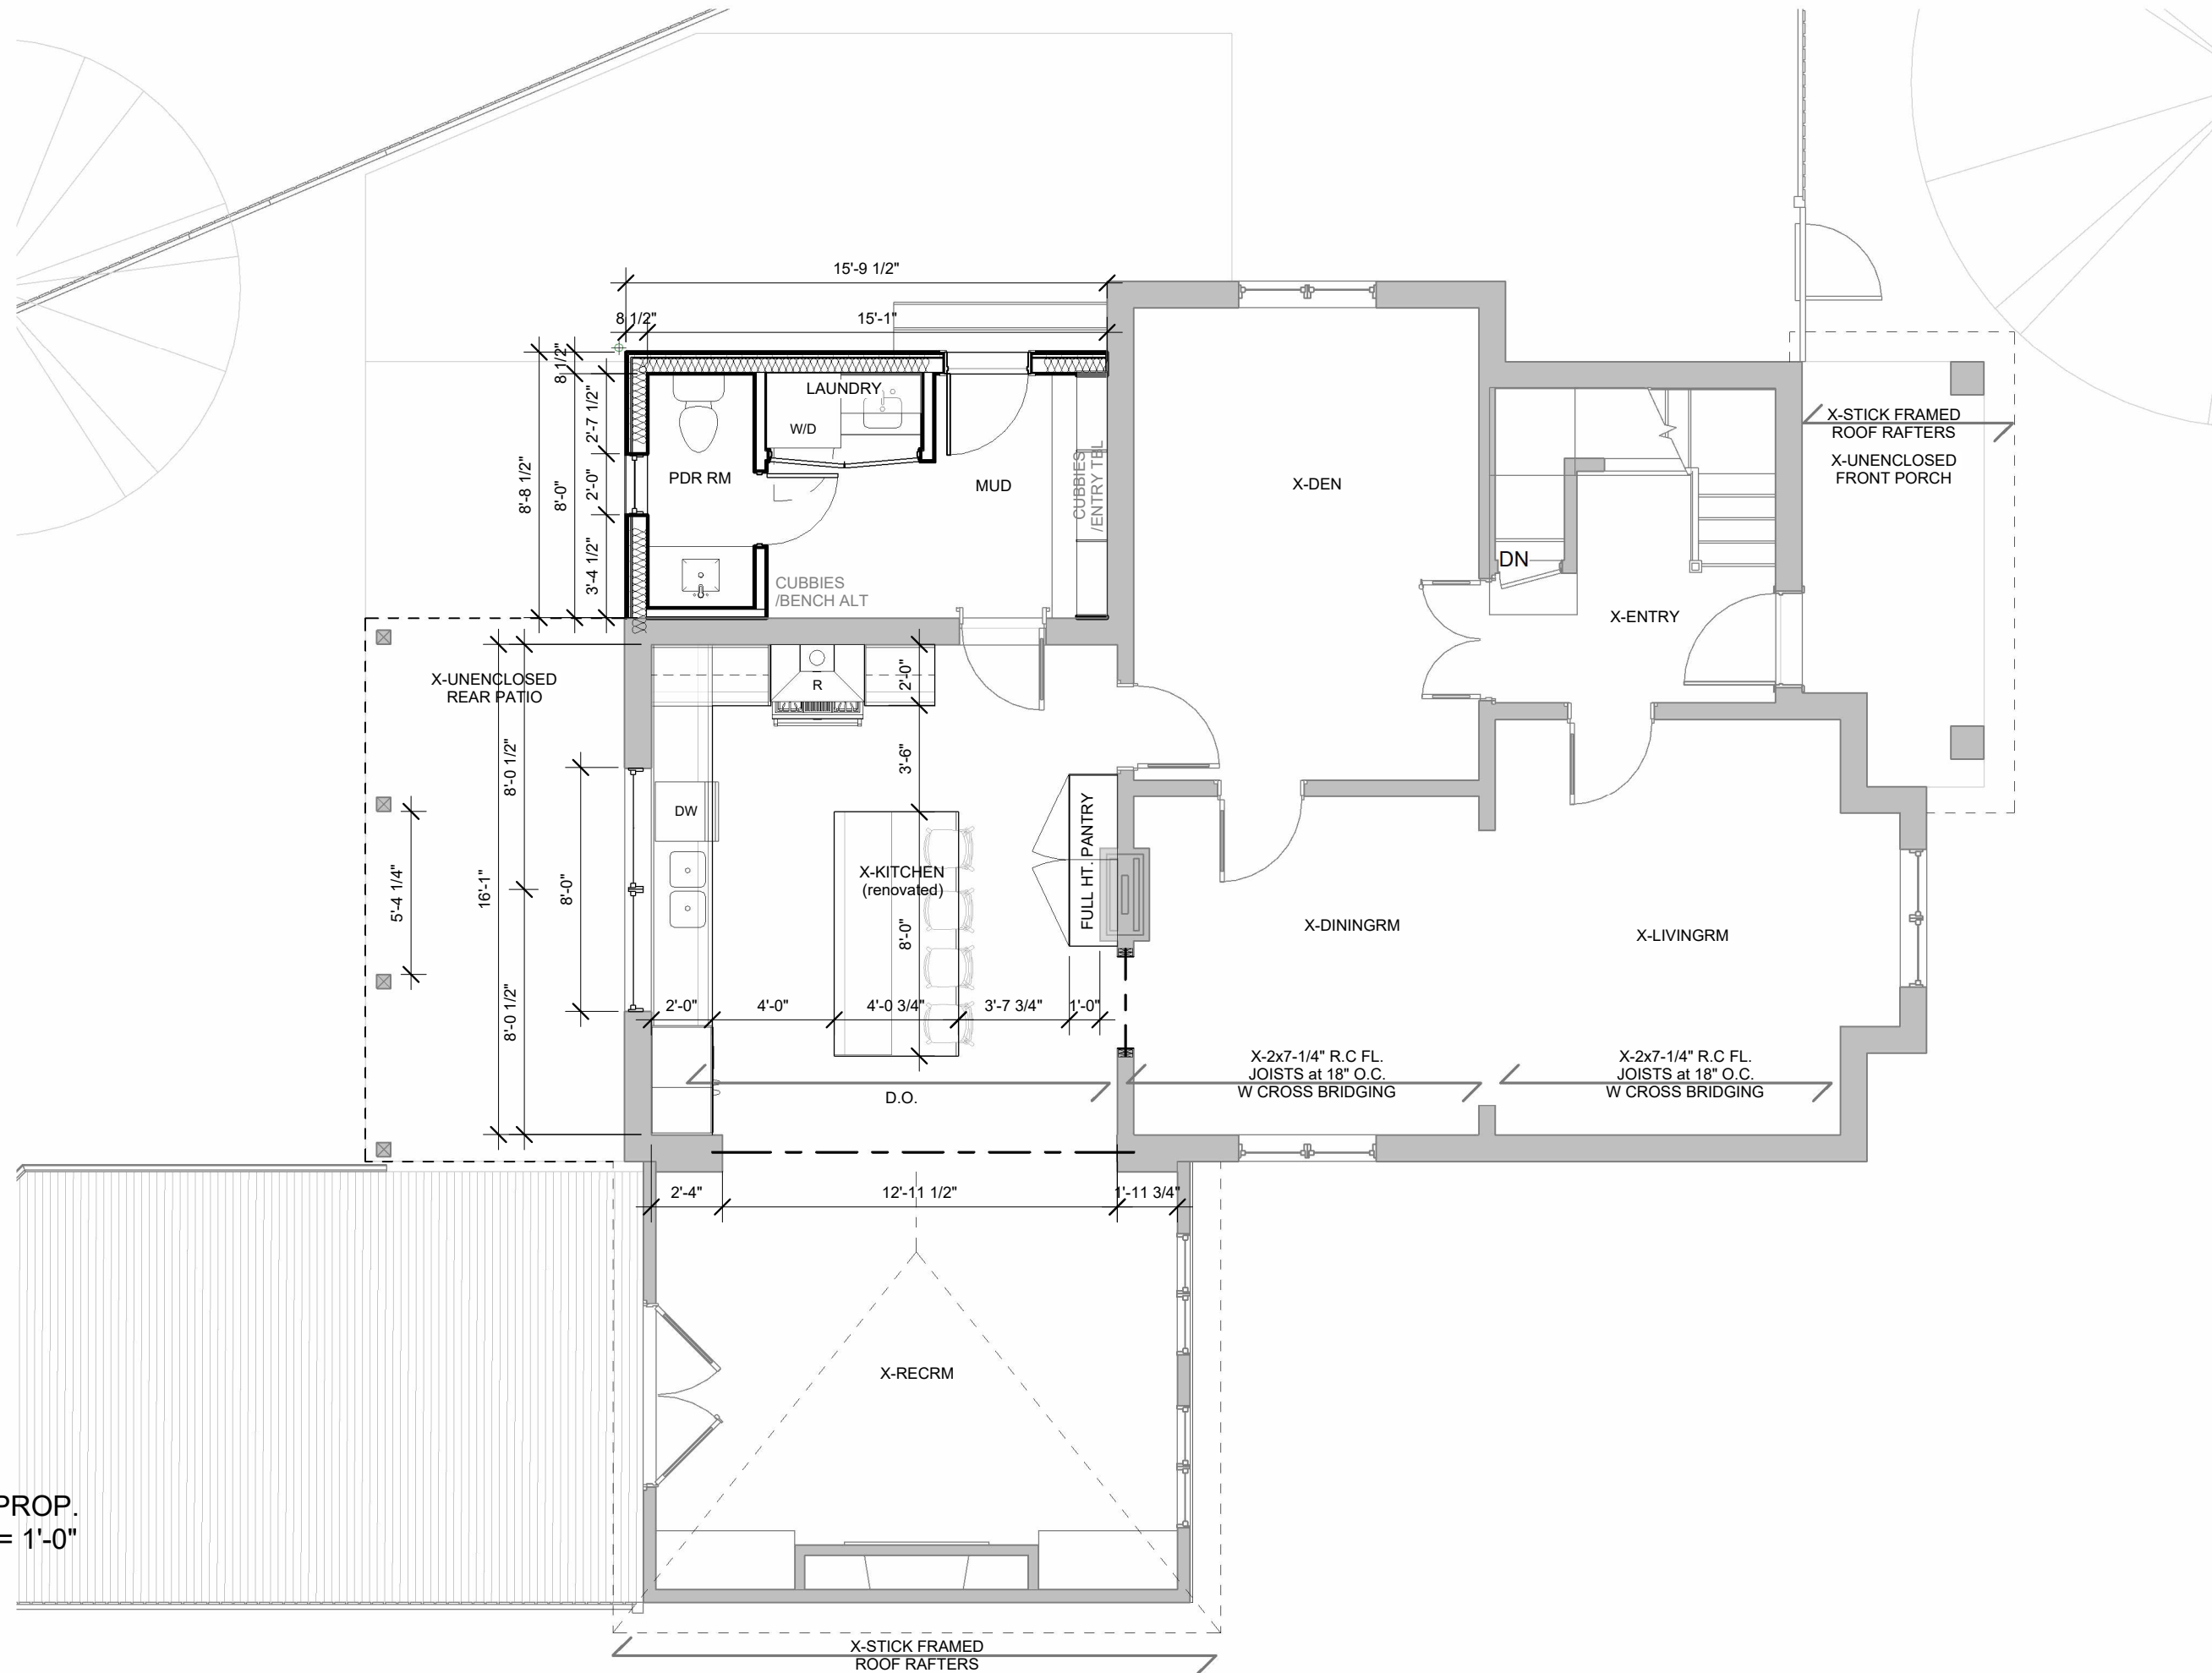 15'-9 1/2"
8 1/2"
15'-1"
8 1/2"
2'-7 1/2"
8'-8 1/2"
8'-0"
2'-0"
3'-4 1/2"
LAUNDRY
W/D
PDR RM
MUD
CUBBIES
/ENTRY TBL
CUBBIES
/BENCH ALT
X-DEN
DN
X-ENTRY
X-STICK FRAMED
ROOF RAFTERS
X-UNENCLOSED
FRONT PORCH
X-UNENCLOSED
REAR PATIO
R
2'-0"
3'-6"
8'-0 1/2"
16'-1"
8'-0"
5'-4 1/4"
8'-0 1/2"
DW
X-KITCHEN
(renovated)
8'-0"
FULL HT. PANTRY
2'-0"
4'-0"
4'-0 3/4"
3'-7 3/4"
1'-0"
D.O.
X-DININGRM
X-LIVINGRM
X-2x7-1/4" R.C FL.
JOISTS at 18" O.C.
W CROSS BRIDGING
X-2x7-1/4" R.C FL.
JOISTS at 18" O.C.
W CROSS BRIDGING
2'-4"
12'-11 1/2"
1'-11 3/4"
X-RECRM
PROP.
= 1'-0"
X-STICK FRAMED
ROOF RAFTERS